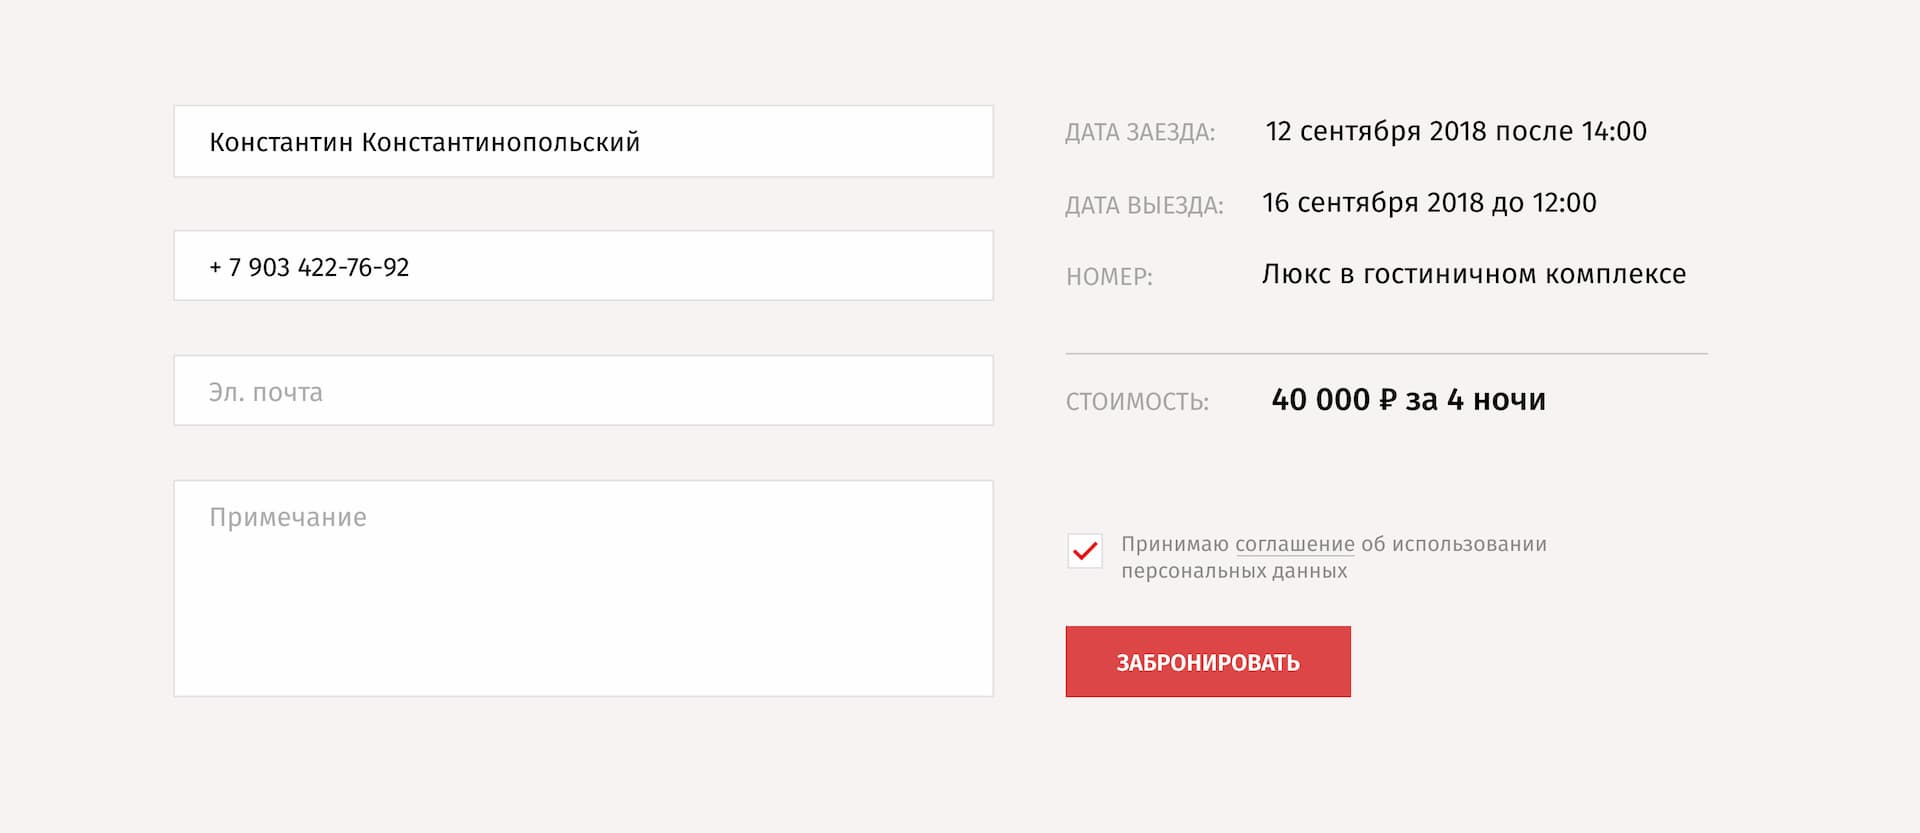 Константин Константинопольский
+ 7 903 422-76-92
Эл. почта
Примечание
ДАТА ЗАЕЗДА: 12 сентября 2018 после 14:00
ДАТА ВЫЕЗДА: 16 сентября 2018 до 12:00
НОМЕР: Люкс в гостиничном комплексе
СТОИМОСТЬ: 40 000 ₽ за 4 ночи
Принимаю соглашение об использовании
персональных данных
ЗАБРОНИРОВАТЬ